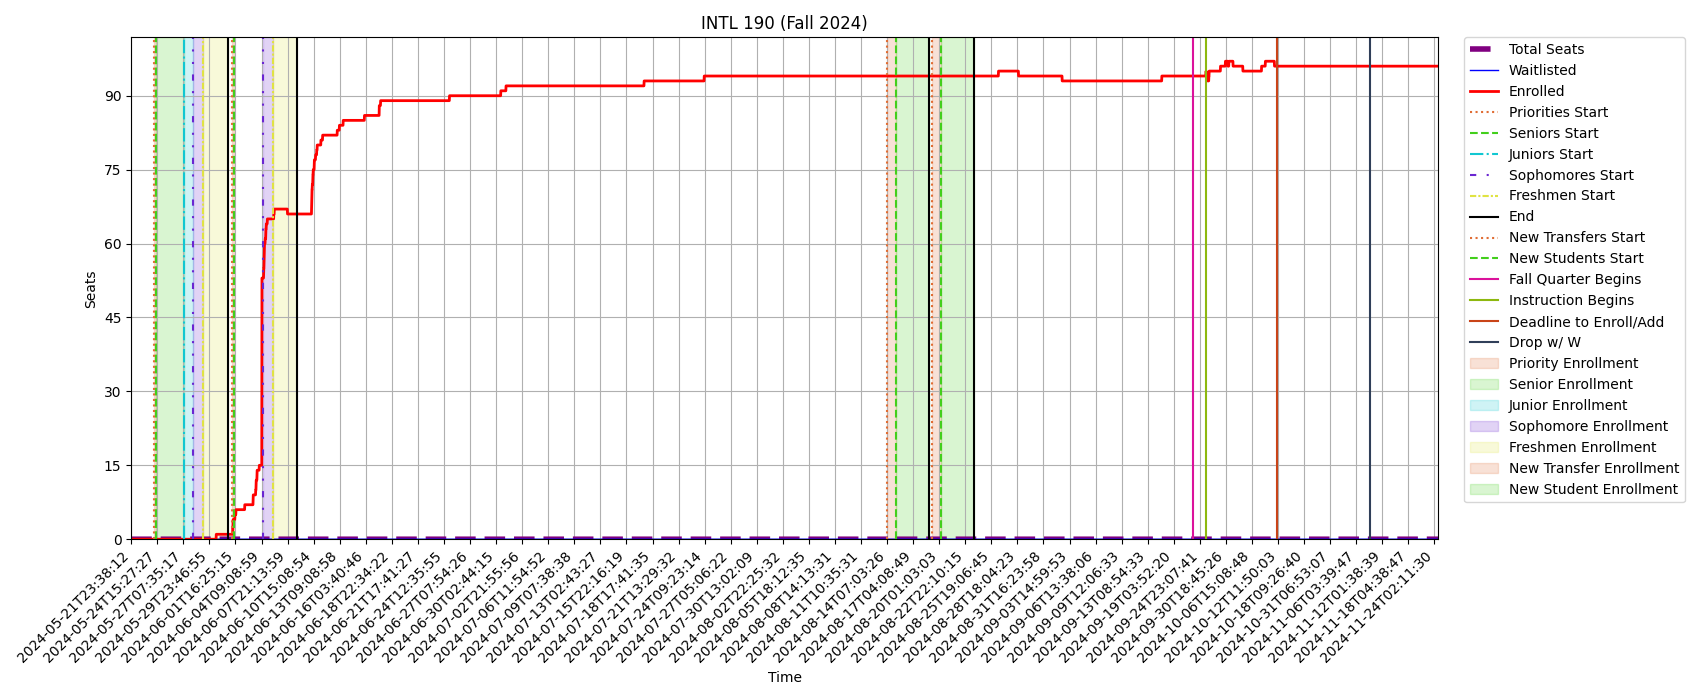 INTL 190 (Fall 2024)
Seats
90
75
60
45
30
15
0
2024-05-21T23:38:12
2024-05-24T15:27:27
2024-05-27T07:35:17
2024-05-29T23:46:55
2024-06-01T16:25:15
2024-06-04T09:08:59
2024-06-07T21:13:59
2024-06-10T15:08:54
2024-06-13T09:08:58
2024-06-16T03:40:46
2024-06-18T22:34:22
2024-06-21T17:41:27
2024-06-24T12:35:55
2024-06-27T07:54:26
2024-06-30T02:44:15
2024-07-02T21:55:56
2024-07-06T11:54:52
2024-07-09T07:38:38
2024-07-13T02:43:27
2024-07-15T22:16:19
2024-07-18T17:41:35
2024-07-21T13:29:32
2024-07-24T09:23:14
2024-07-27T05:06:22
2024-07-30T13:02:09
2024-08-02T22:25:32
2024-08-05T18:12:35
2024-08-08T14:13:31
2024-08-11T10:35:31
2024-08-14T07:03:26
2024-08-17T04:08:49
2024-08-20T01:03:03
2024-08-22T22:10:15
2024-08-25T19:06:45
2024-08-28T18:04:23
2024-08-31T16:23:58
2024-09-03T14:59:53
2024-09-06T13:38:06
2024-09-09T12:06:33
2024-09-13T08:54:33
2024-09-19T03:52:20
2024-09-24T23:07:41
2024-09-30T18:45:26
2024-10-06T15:08:48
2024-10-12T11:50:03
2024-10-18T09:26:40
2024-10-31T06:53:07
2024-11-06T03:39:47
2024-11-12T01:38:39
2024-11-18T04:38:47
2024-11-24T02:11:30
Time
Total Seats
Waitlisted
Enrolled
Priorities Start
Seniors Start
Juniors Start
Sophomores Start
Freshmen Start
End
New Transfers Start
New Students Start
Fall Quarter Begins
Instruction Begins
Deadline to Enroll/Add
Drop w/ W
Priority Enrollment
Senior Enrollment
Junior Enrollment
Sophomore Enrollment
Freshmen Enrollment
New Transfer Enrollment
New Student Enrollment